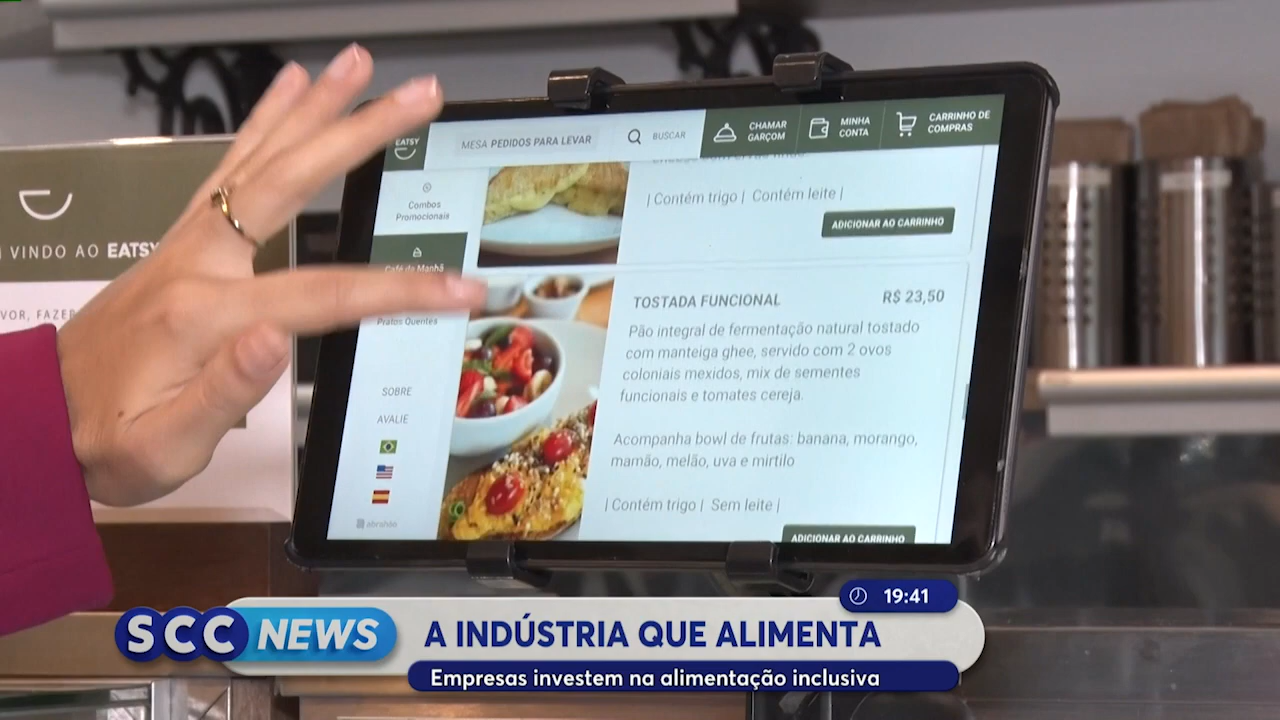 VINDO AO EATSY
VOR, FAZER
EATSY
MESA PEDIDOS PARA LEVAR
BUSCAR
CHAMAR
GARÇOM
MINHA
CONTA
CARRINHO DE
COMPRAS
Combos
Promocionais
Café da Manhã
Pratos Quentes
SOBRE
AVALIE
abrahão
| Contém trigo | Contém leite |
ADICIONAR AO CARRINHO
TOSTADA FUNCIONAL
R$ 23,50
Pão integral de fermentação natural tostado
com manteiga ghee, servido com 2 ovos
coloniais mexidos, mix de sementes
funcionais e tomates cereja.
Acompanha bowl de frutas: banana, morango,
mamão, melão, uva e mirtilo
| Contém trigo | Sem leite |
ADICIONAR AO CARRINHO
19:41
SCC NEWS
A INDÚSTRIA QUE ALIMENTA
Empresas investem na alimentação inclusiva